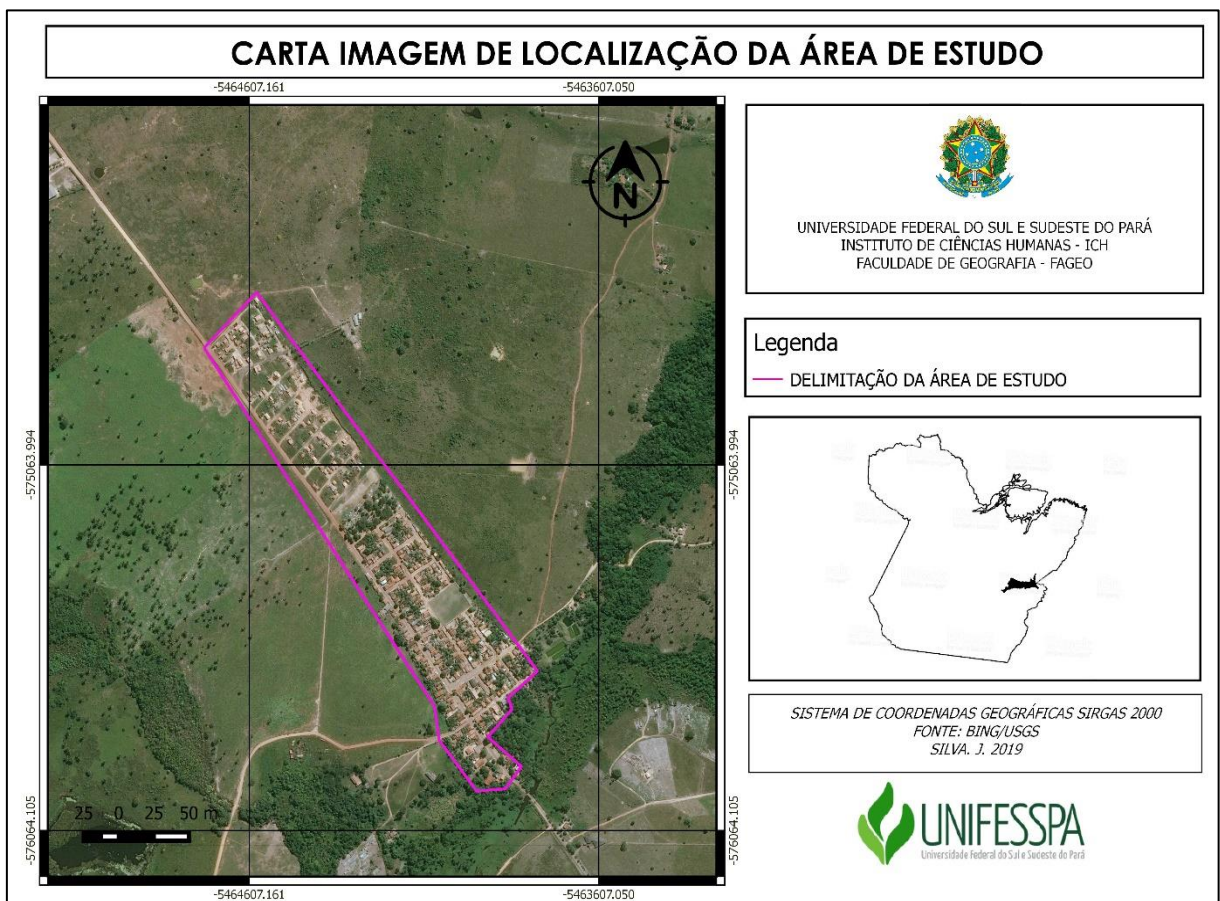 CARTA IMAGEM DE LOCALIZAÇÃO DA ÁREA DE ESTUDO
-5464607.161
-5463607.050
N
-575063.994
-575063.994
25 0 25 50 m
-576064.105
-576064.105
-5464607.161
-5463607.050
UNIVERSIDADE FEDERAL DO SUL E SUDESTE DO PARÁ
INSTITUTO DE CIÊNCIAS HUMANAS - ICH
FACULDADE DE GEOGRAFIA - FAGEO
Legenda
DELIMITAÇÃO DA ÁREA DE ESTUDO
SISTEMA DE COORDENADAS GEOGRÁFICAS SIRGAS 2000
FONTE: BING/USGS
SILVA. J. 2019
UNIFESSPA
Universidade Federal do Sul e Sudeste do Pará